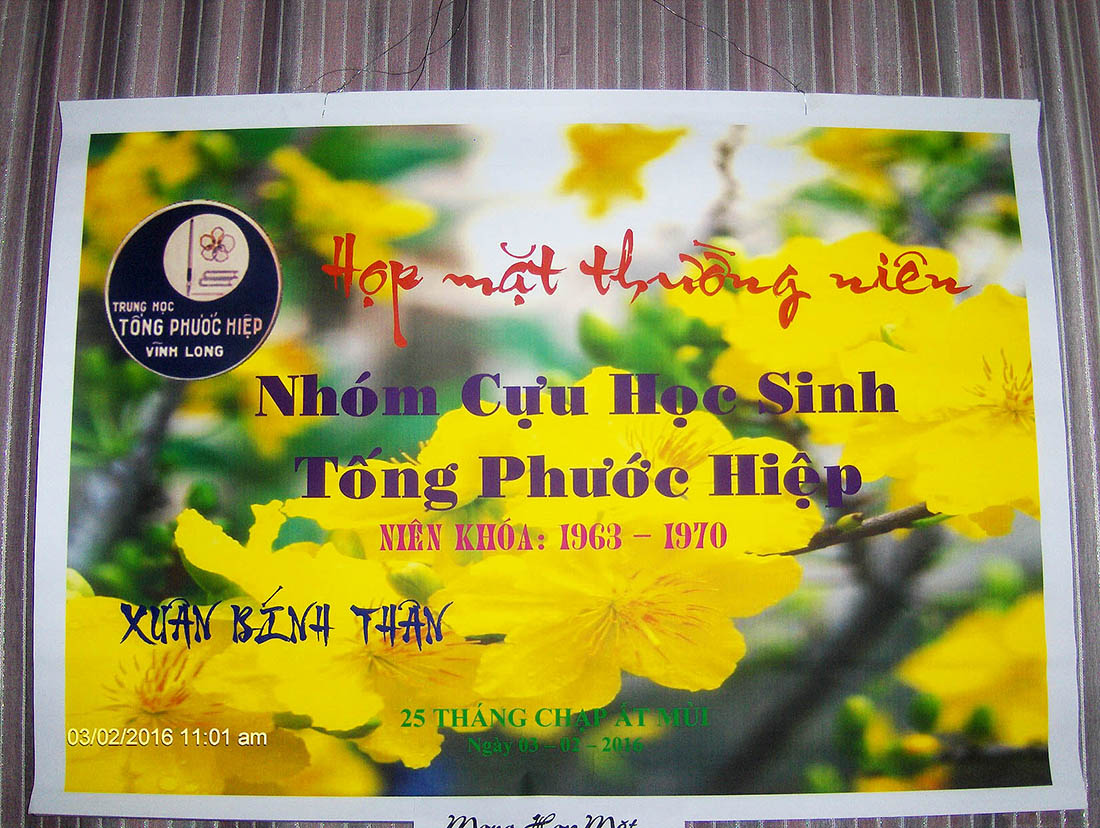 Họp mặt thường niên
TRUNG HỌC
TỐNG PHƯỚC HIỆP
VĨNH LONG
Nhóm Cựu Học Sinh
Tống Phước Hiệp
NIÊN KHÓA: 1963 – 1970
XUÂN BÍNH THÂN
25 THÁNG CHẠP ẤT MÙI
Ngày 03 – 02 – 2016
03/02/2016 11:01 am
Họp Mặt